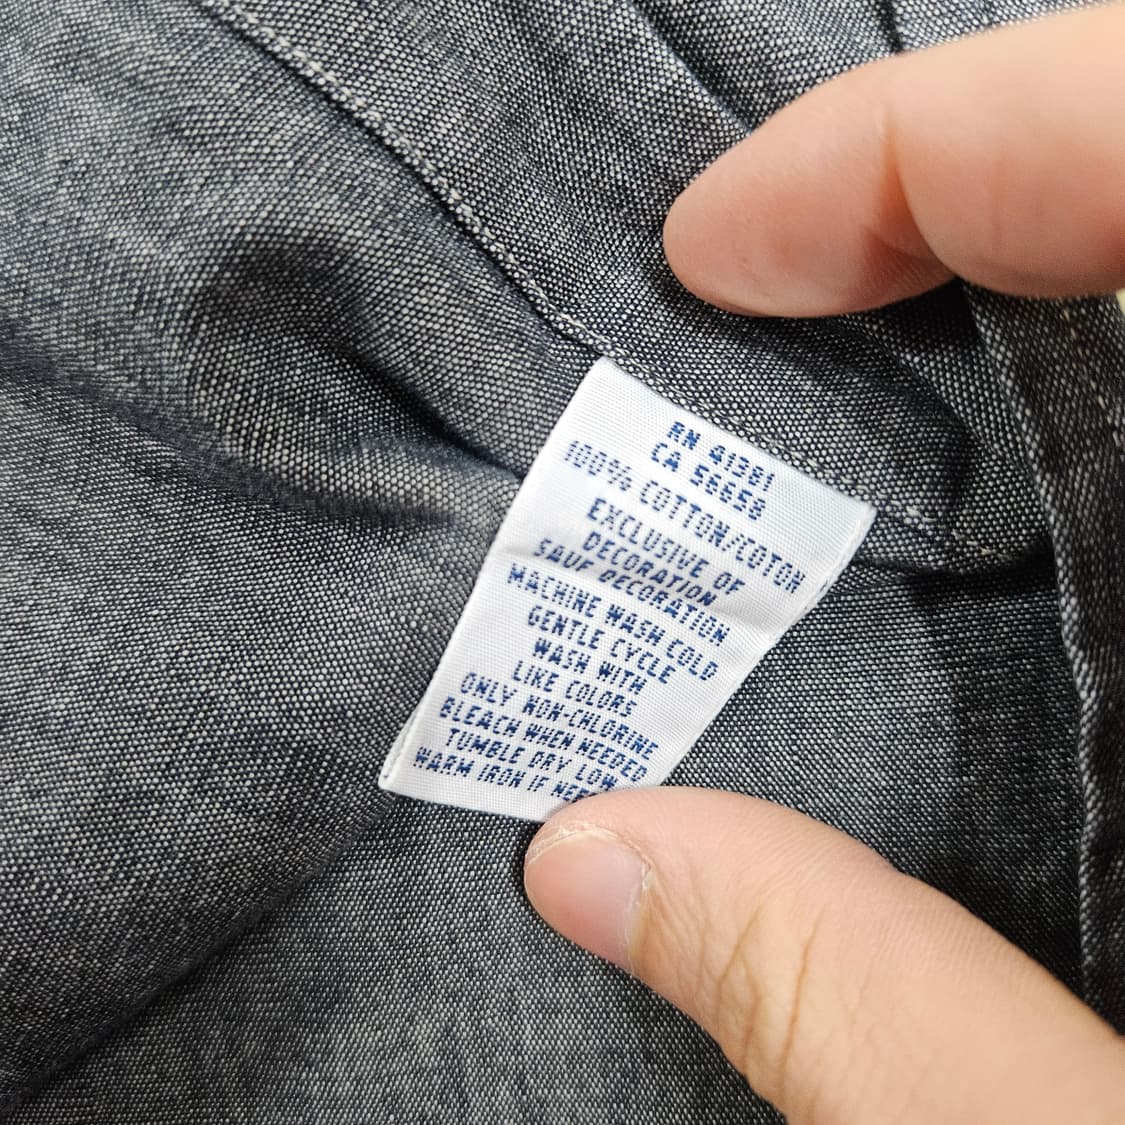 RN 41381
CA 56658
100% COTTON/COTON
EXCLUSIVE OF
DECORATION
SAUF DECORATION
MACHINE WASH COLD
GENTLE CYCLE
WASH WITH
LIKE COLORS
ONLY NON-CHLORINE
BLEACH WHEN NEEDED
TUMBLE DRY LOW
WARM IRON IF